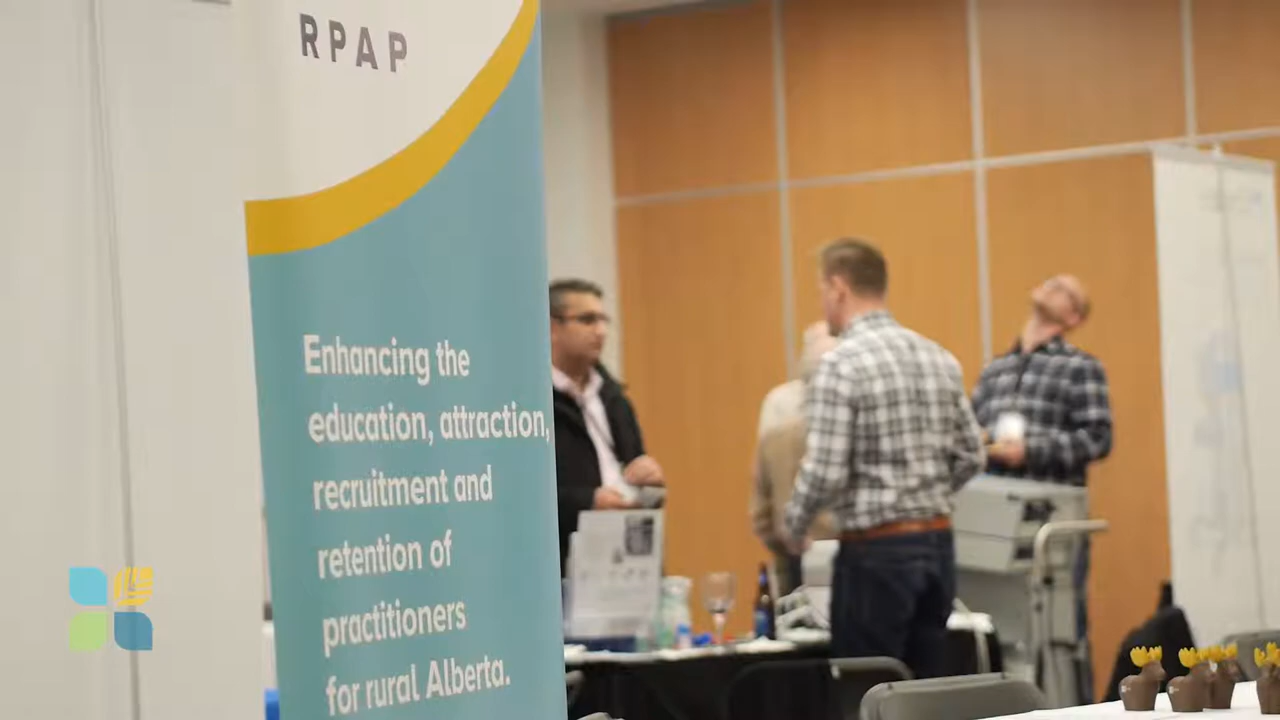 RPAP
Enhancing the
education, attraction,
recruitment and
retention of
practitioners
for rural Alberta.